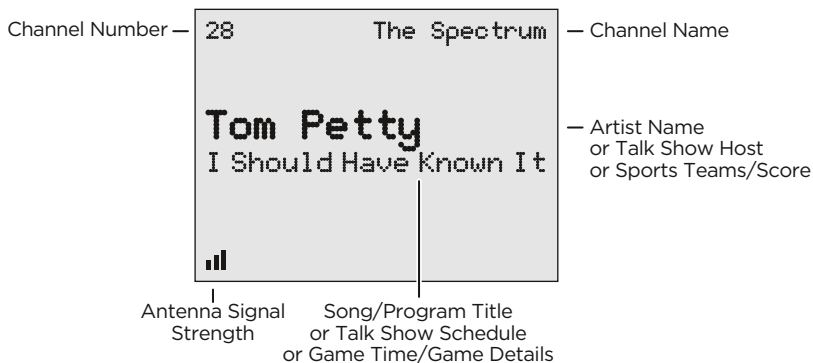 Channel Number
28 The Spectrum
Channel Name
Tom Petty
I Should Have Known It
Artist Name
or Talk Show Host
or Sports Teams/Score
Antenna Signal
Strength
Song/Program Title
or Talk Show Schedule
or Game Time/Game Details